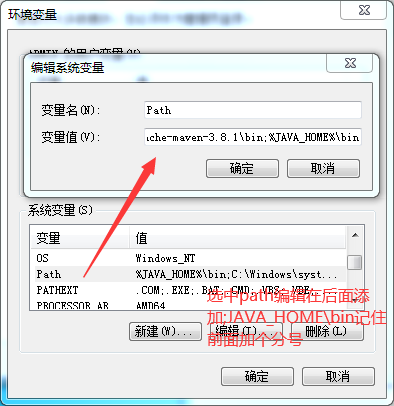 环境变量
ADMIN 的用户变量(U)
编辑系统变量
变量名(N):
Path
变量值(V):
ache-maven-3.8.1\bin;%JAVA_HOME%\bin
确定
取消
系统变量(S)
变量
值
OS
Windows_NT
Path
%JAVA_HOME%\bin;C:\Windows\syst...
PATHEXT
.COM;.EXE;.BAT;.CMD;.VBS;.VBE;...
PROCESSOR_AR
AMD64
选中path编辑在后面添
加;JAVA_HOME\bin记住
前面加个分号
新建(W)...
编辑(I)...
删除(L)
确定
取消